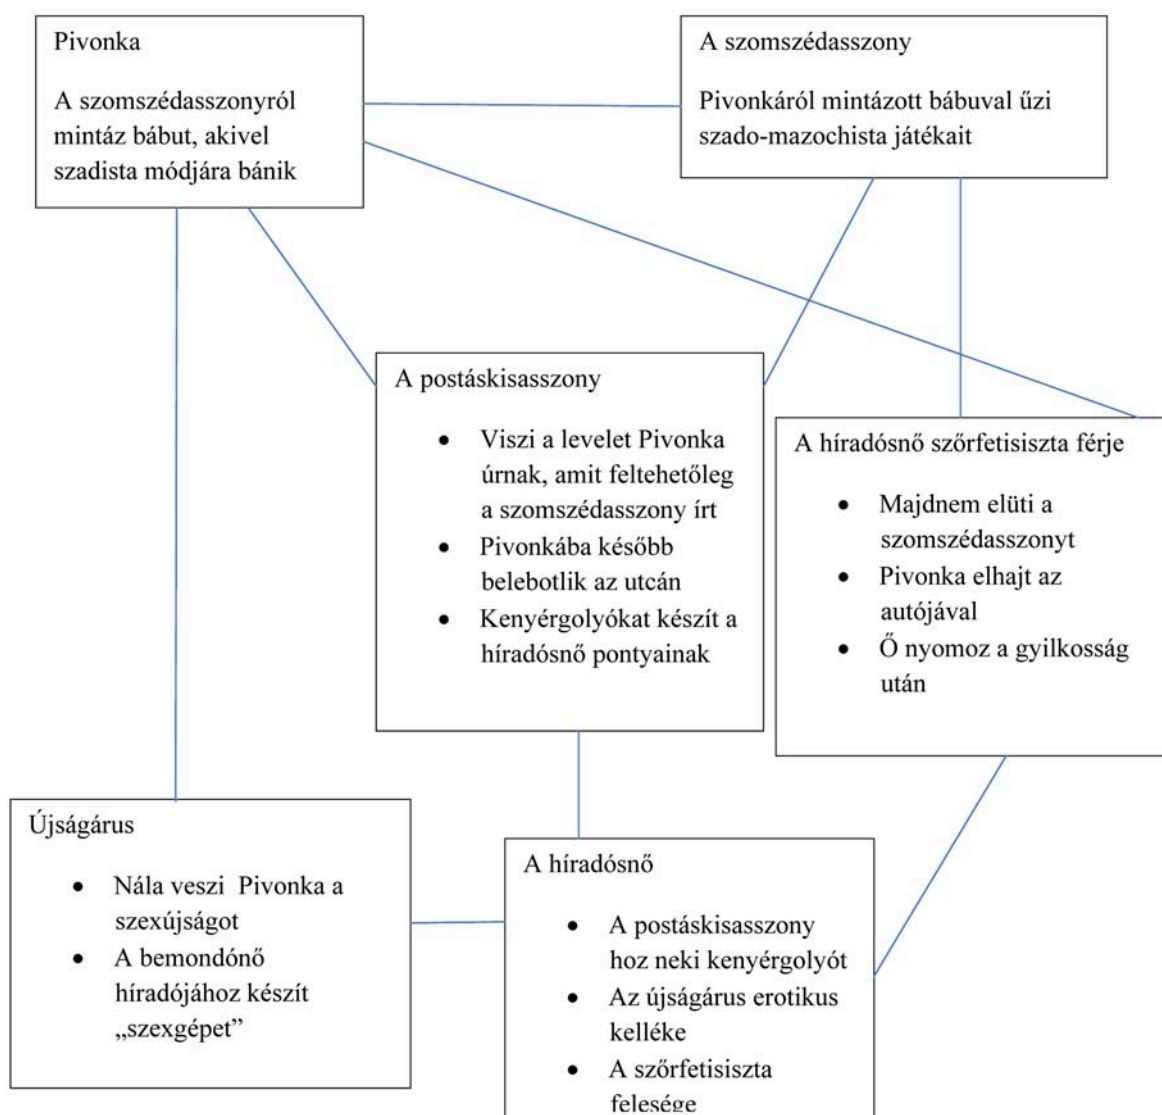 Pivonka
A szomszédasszonyról
mintáz bábut, akivel
szadista módjára bánik
A szomszédasszony
Pivonkáról mintázott bábuval űzi
szado-mazochista játékait
A postáskisasszony
• Viszi a levelet Pivonka
úrnak, amit feltehetőleg
a szomszédasszony írt
• Pivonkába később
belebotlik az utcán
• Kenyérgolyókat készít a
híradósnő pontyainak
A híradósnő szőrfetisiszta férje
• Majdnem elüti a
szomszédasszonyt
• Pivonka elhajt az
autójával
• Ő nyomoz a gyilkosság
után
Újságárus
• Nála veszi Pivonka a
szexújságot
• A bemondónő
híradójához készít
„szexgépet”
A híradósnő
• A postáskisasszony
hoz neki kenyérgolyót
• Az újságárus erotikus
kelléke
• A szőrfetisiszta
felesége